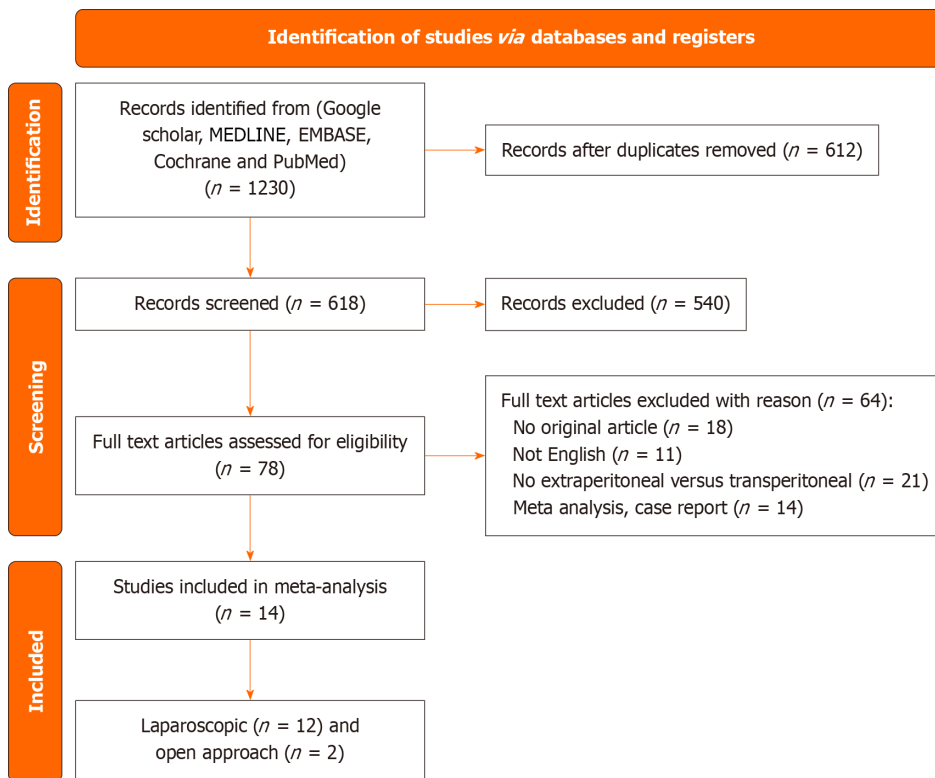 Identification of studies via databases and registers
Identification
Records identified from (Google
scholar, MEDLINE, EMBASE,
Cochrane and PubMed)
(n = 1230)
Records after duplicates removed (n = 612)
Screening
Records screened (n = 618)
Records excluded (n = 540)
Full text articles assessed for eligibility
(n = 78)
Full text articles excluded with reason (n = 64):
No original article (n = 18)
Not English (n = 11)
No extraperitoneal versus transperitoneal (n = 21)
Meta analysis, case report (n = 14)
Included
Studies included in meta-analysis
(n = 14)
Laparoscopic (n = 12) and
open approach (n = 2)